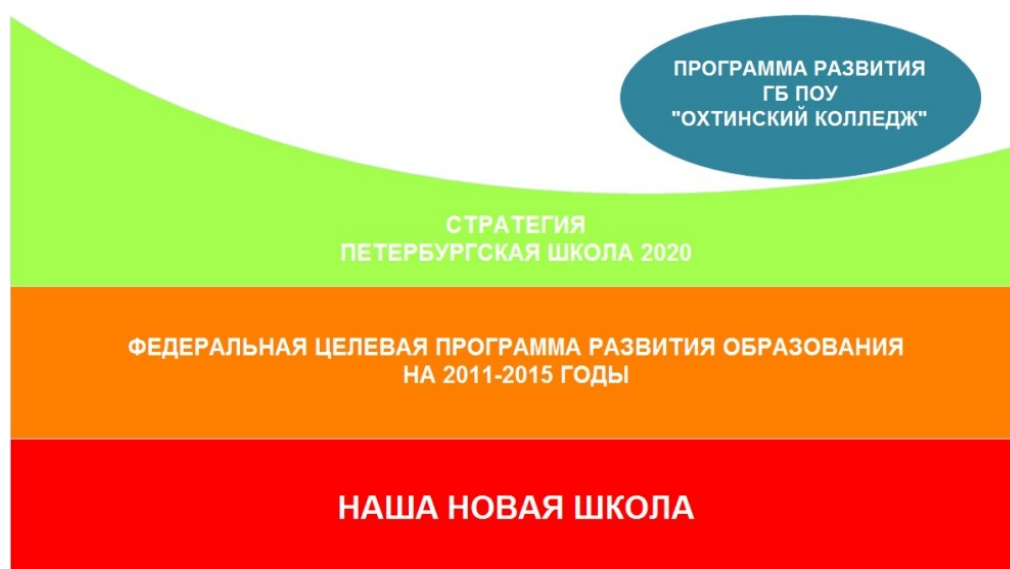 ПРОГРАММА РАЗВИТИЯ
ГБ ПОУ
"ОХТИНСКИЙ КОЛЛЕДЖ"
СТРАТЕГИЯ
ПЕТЕРБУРГСКАЯ ШКОЛА 2020
ФЕДЕРАЛЬНАЯ ЦЕЛЕВАЯ ПРОГРАММА РАЗВИТИЯ ОБРАЗОВАНИЯ
НА 2011-2015 ГОДЫ
НАША НОВАЯ ШКОЛА